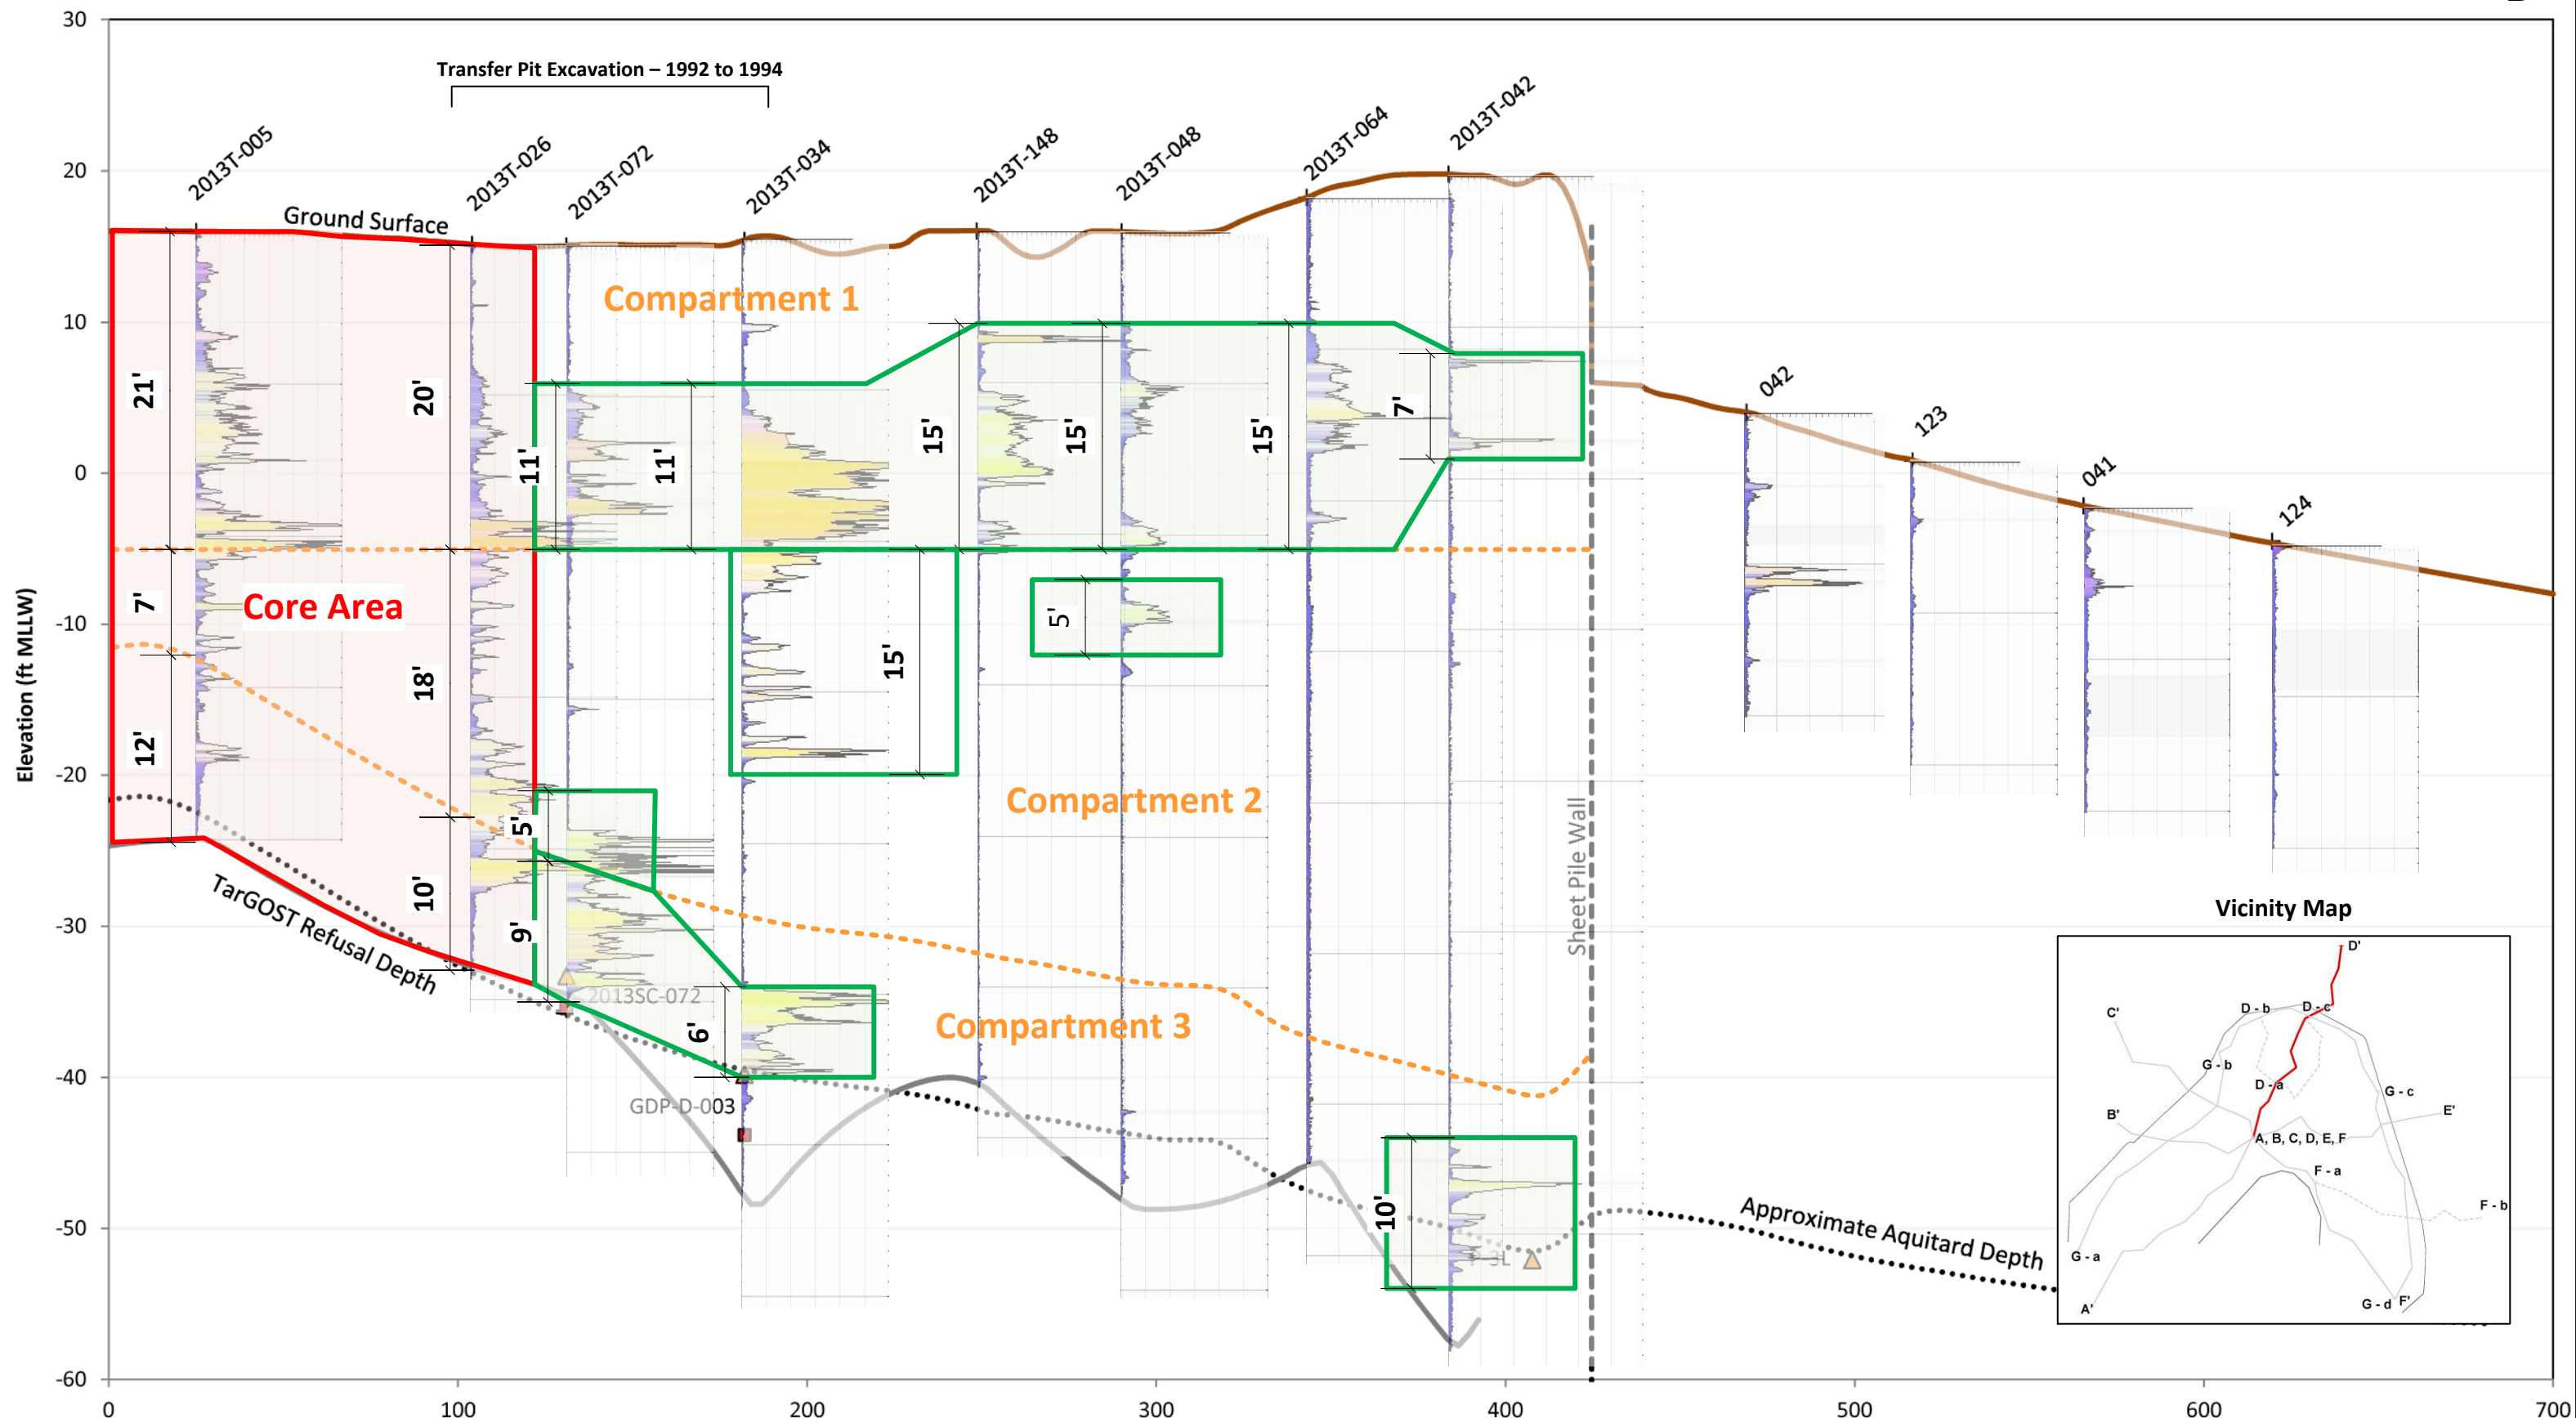 30
Transfer Pit Excavation – 1992 to 1994
2013T-005
2013T-026
2013T-072
2013T-034
2013T-148
2013T-048
2013T-064
2013T-042
20
Ground Surface
Compartment 1
10
042
123
041
124
21'
20'
11'
11'
15'
15'
15'
7'
0
Elevation (ft MLLW)
-10
7'
Core Area
5'
18'
15'
12'
-20
Compartment 2
Sheet Pile Wall
5'
10'
9'
TarGOST Refusal Depth
-30
2013SC-072
6'
Compartment 3
-40
GDP-D-003
10'
-50
P-3L
Approximate Aquitard Depth
-60
0
100
200
300
400
500
600
700
Vicinity Map
D'
C'
D - b
D - c
G - b
D - a
G - c
B'
E'
A, B, C, D, E, F
F - a
F - b
G - a
A'
G - d
F'